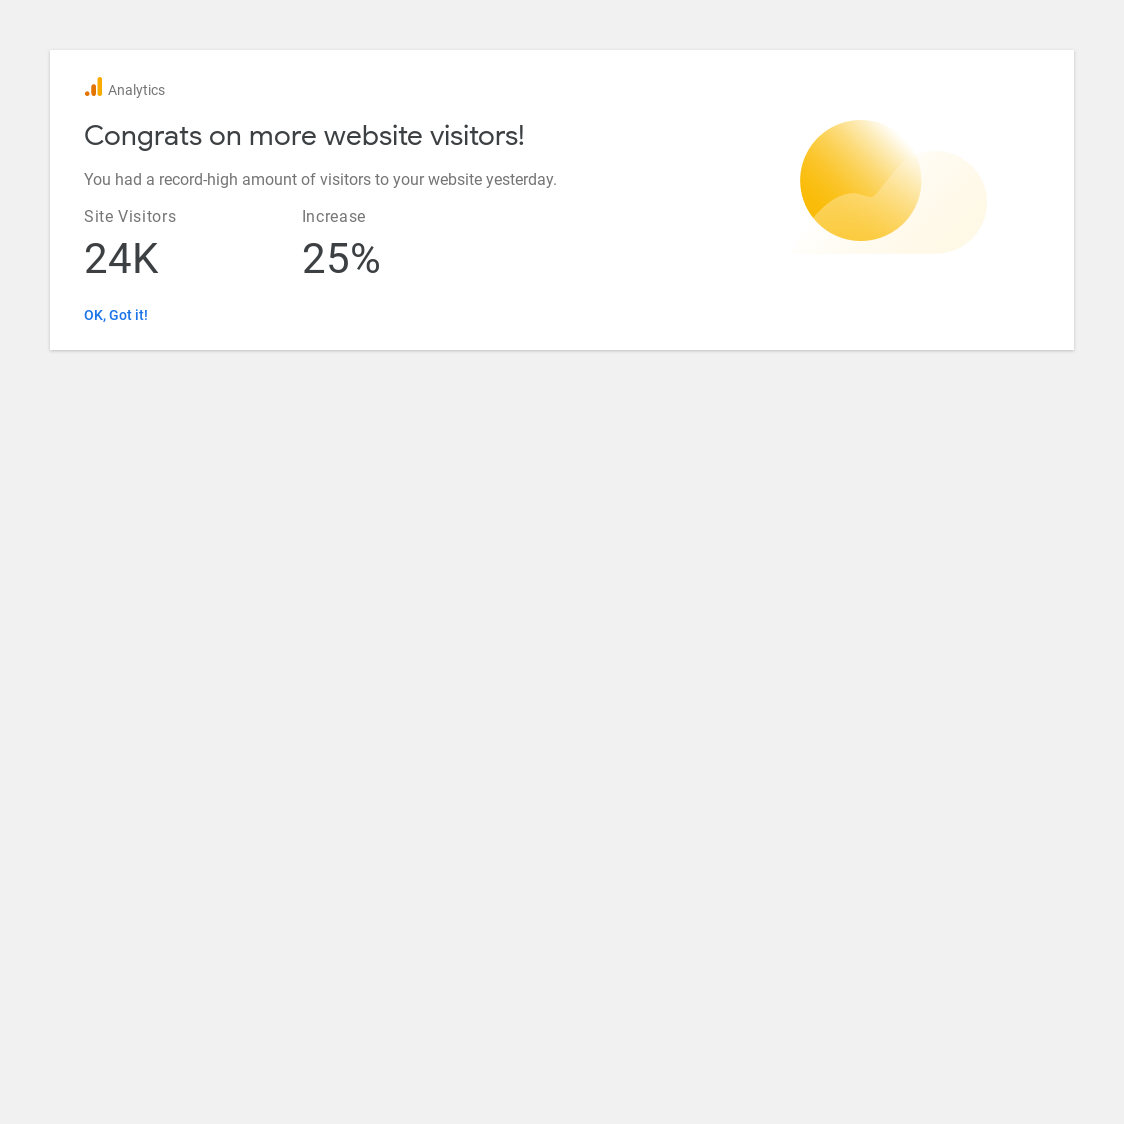 Analytics
Congrats on more website visitors!
You had a record-high amount of visitors to your website yesterday.
Site Visitors
24K
Increase
25%
OK, Got it!